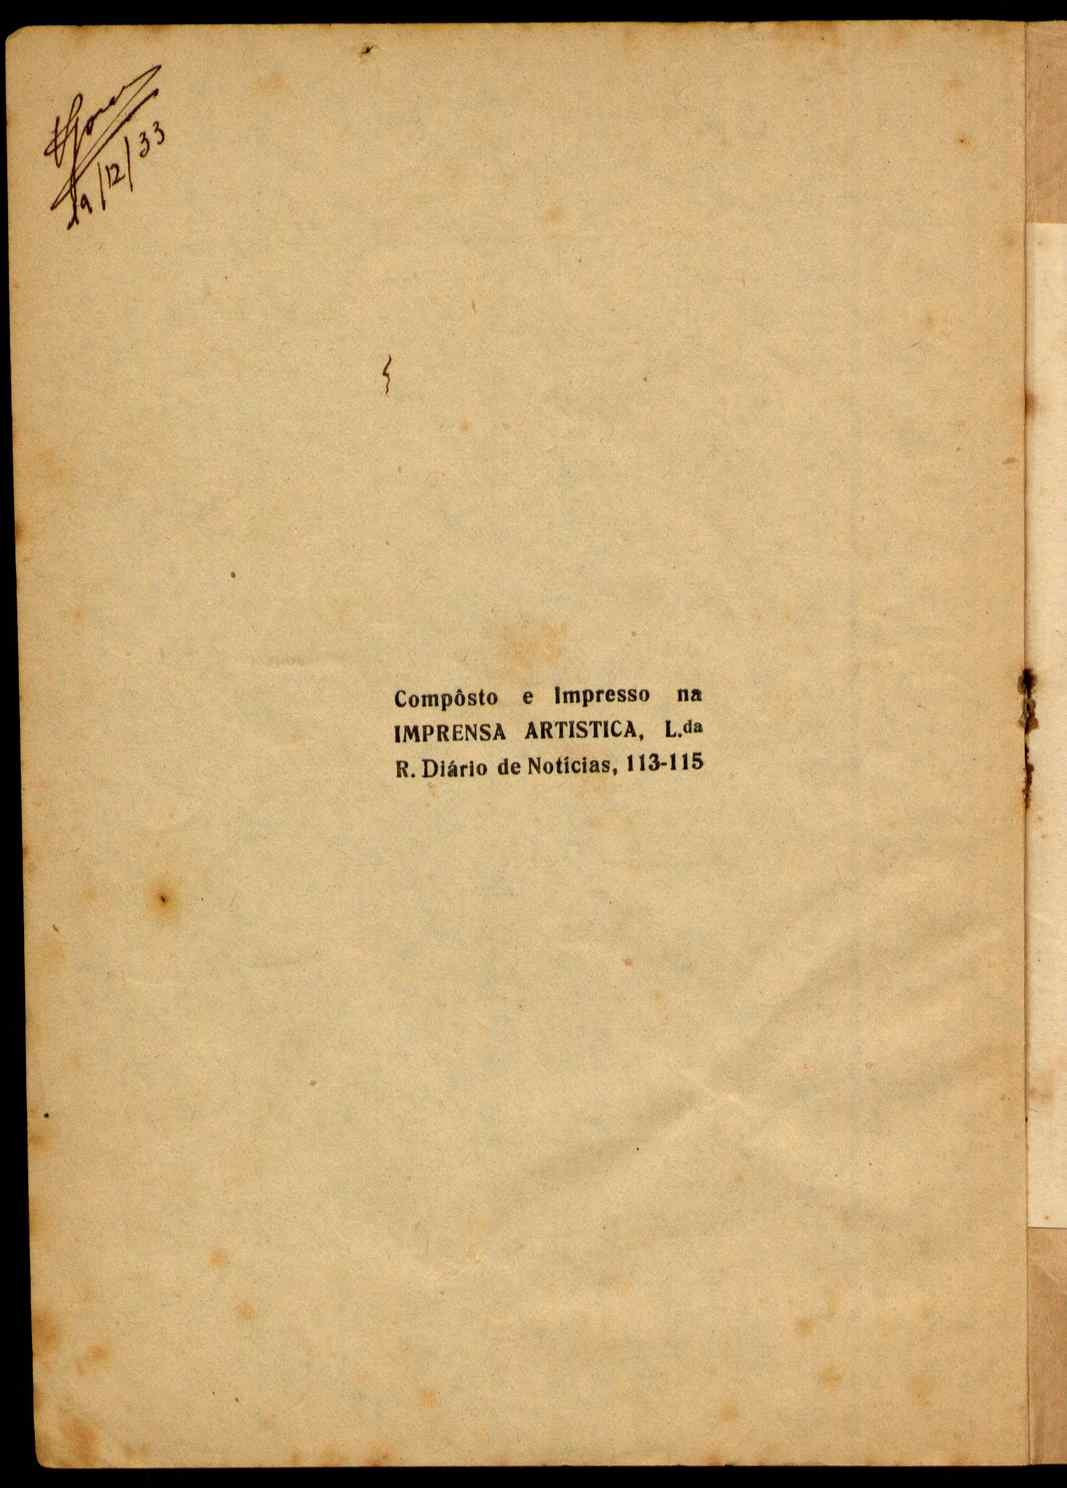 19/12/33
Compôsto e Impresso na
IMPRENSA ARTISTICA, L.da
R. Diário de Notícias, 113-115